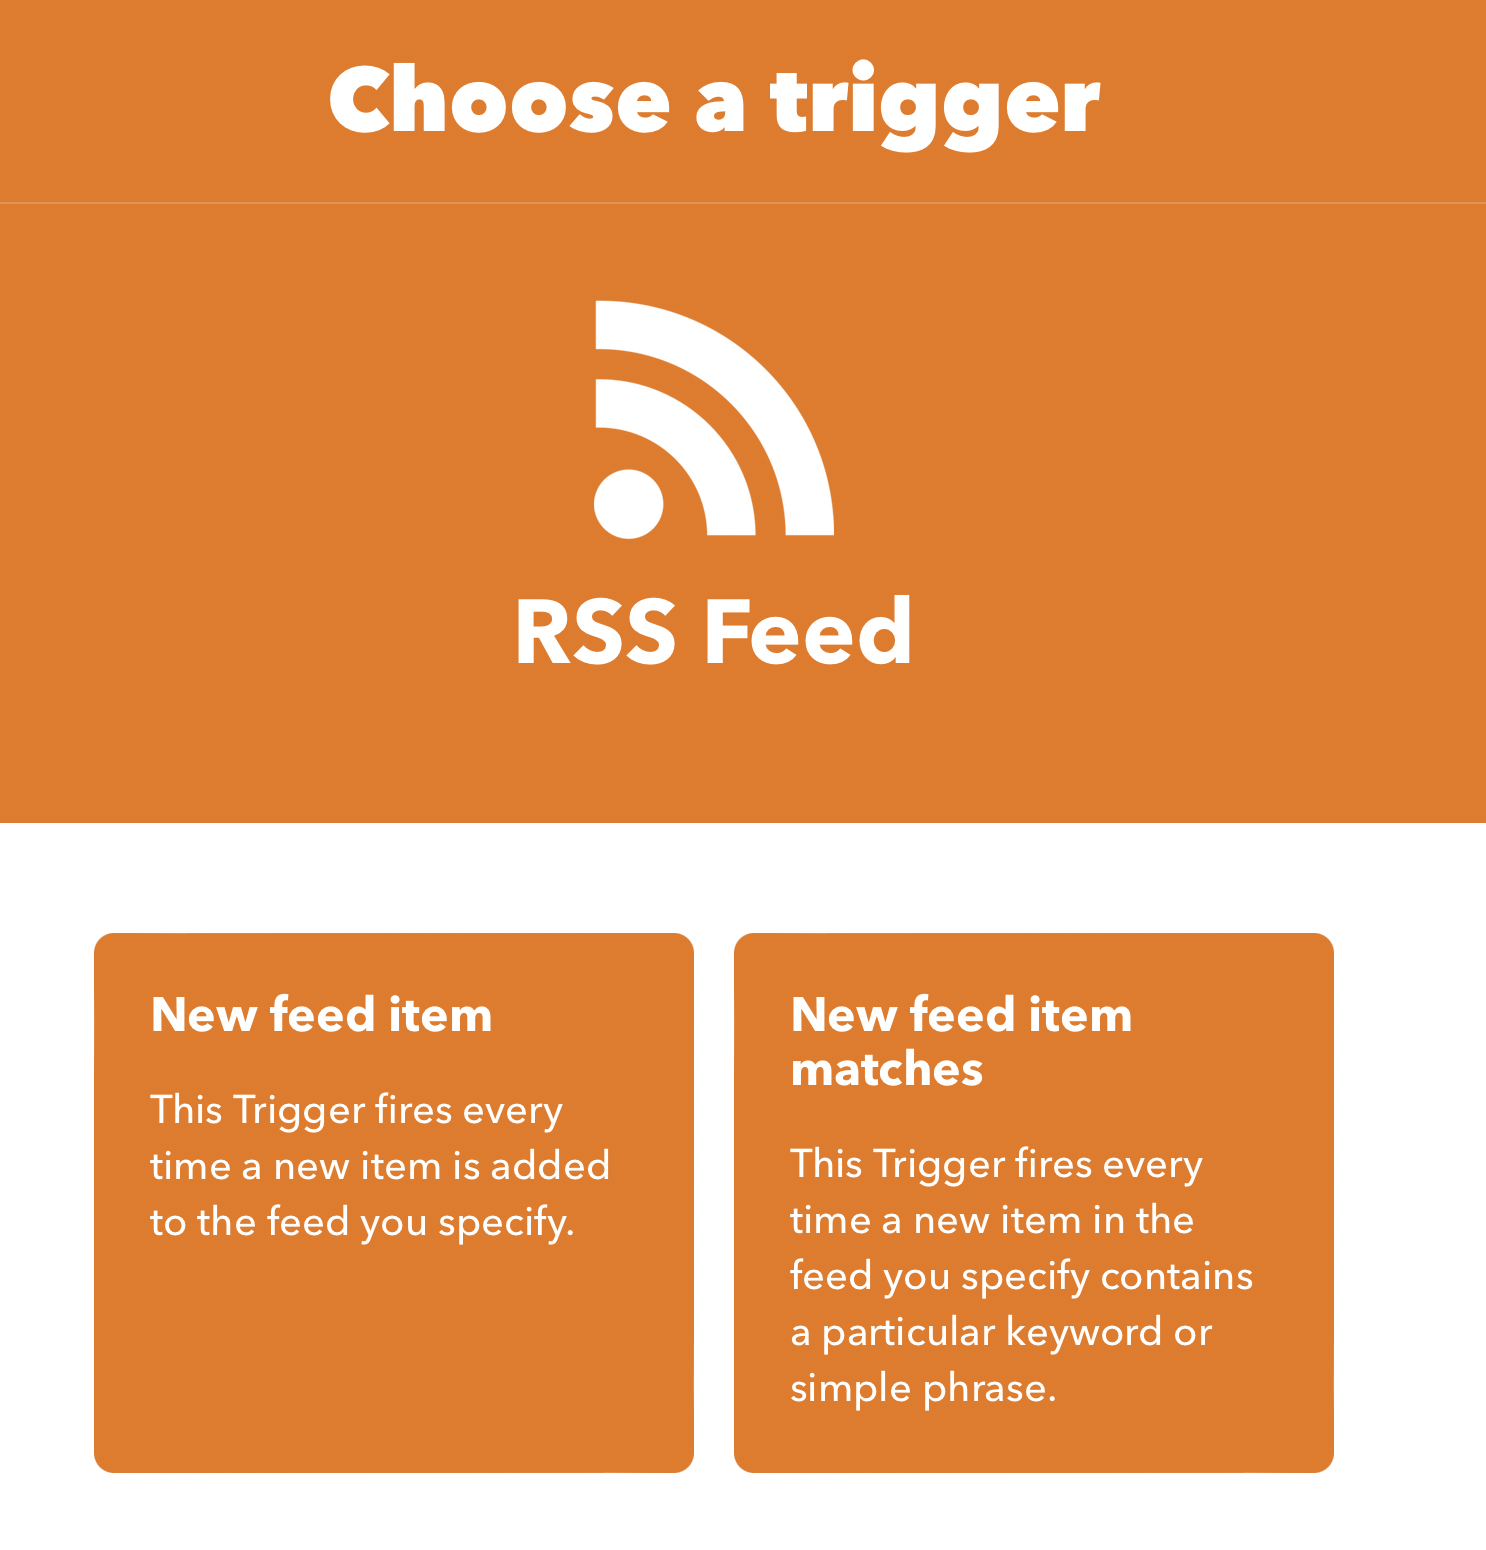 Choose a trigger
RSS Feed
New feed item
This Trigger fires every
time a new item is added
to the feed you specify.
New feed item
matches
This Trigger fires every
time a new item in the
feed you specify contains
a particular keyword or
simple phrase.